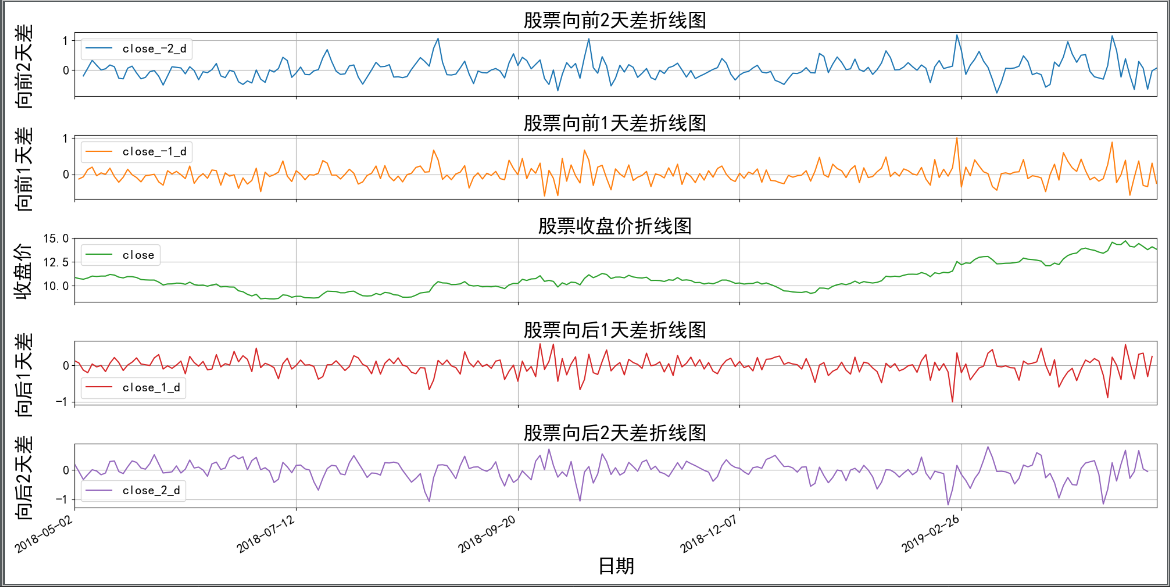 股票向前2天差折线图
向前2天差
1
0
close_-2_d
股票向前1天差折线图
向前1天差
1
0
close_-1_d
股票收盘价折线图
收盘价
15.0
12.5
10.0
close
股票向后1天差折线图
向后1天差
0
-1
close_1_d
股票向后2天差折线图
向后2天差
0
-1
close_2_d
2018-05-02
2018-07-12
2018-09-20
2018-12-07
2019-02-26
日期